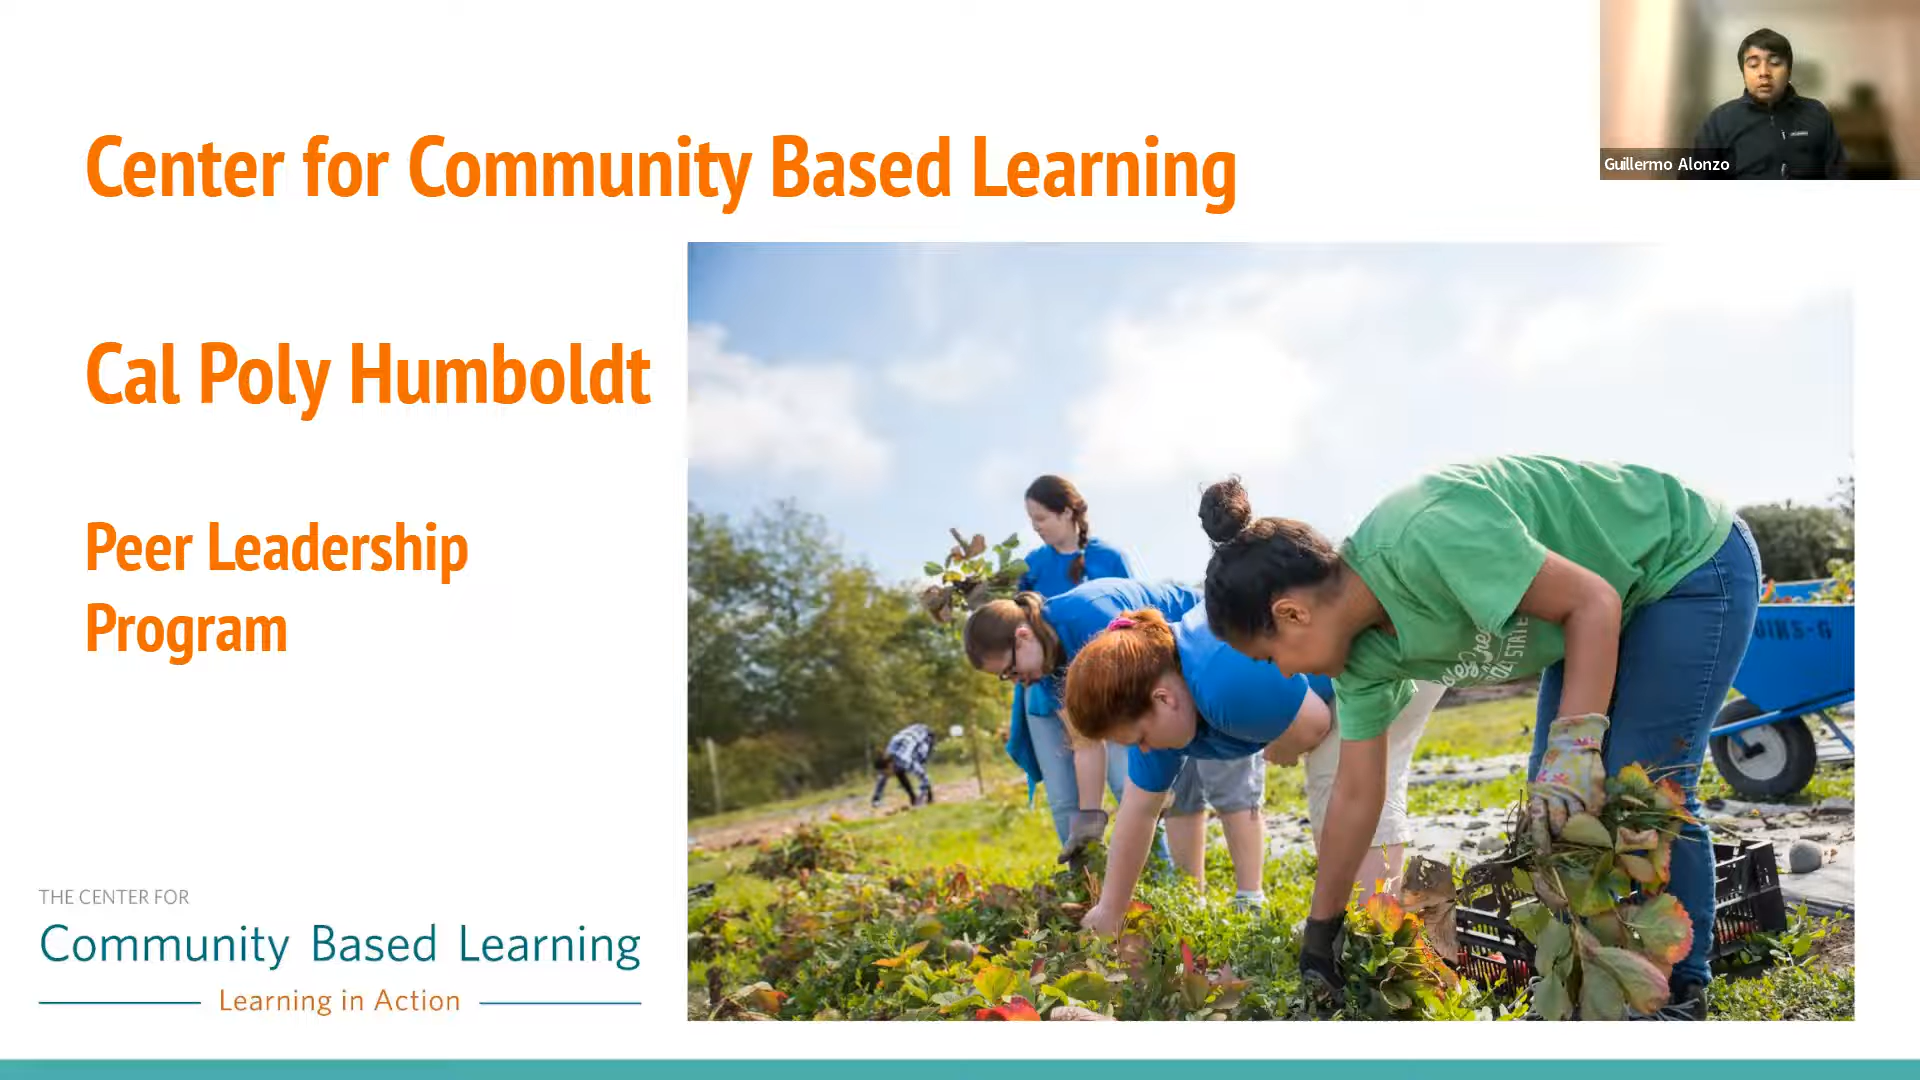 Center for Community Based Learning
Guillermo Alonzo
Cal Poly Humboldt
Peer Leadership
Program
THE CENTER FOR
Community Based Learning
Learning in Action